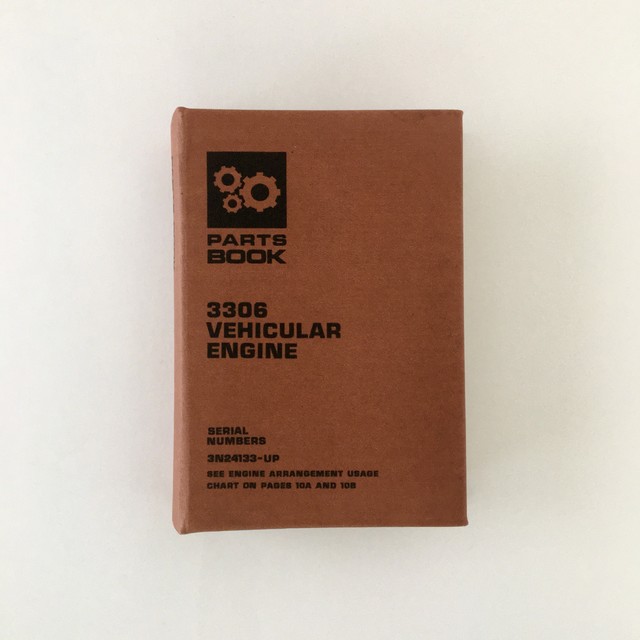 PARTS
BOOK
3306
VEHICULAR
ENGINE
SERIAL
NUMBERS
3N24133-UP
SEE ENGINE ARRANGEMENT USAGE
CHART ON PAGES 10A AND 10B